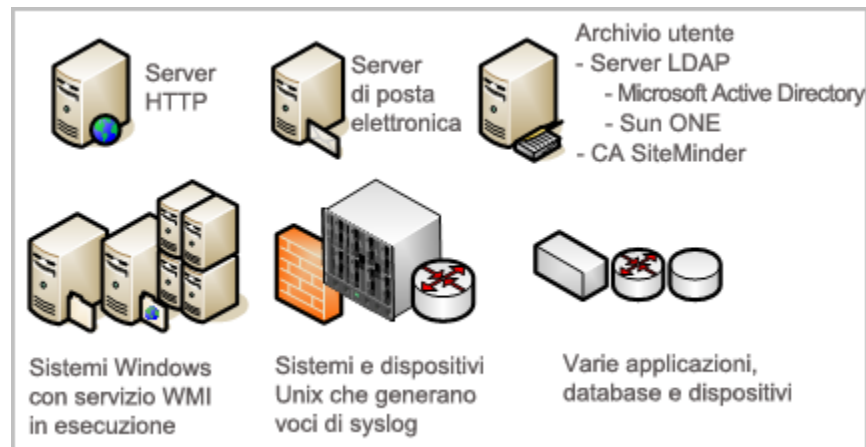 Server
HTTP
Server
di posta
elettronica
Archivio utente
- Server LDAP
- Microsoft Active Directory
- Sun ONE
- CA SiteMinder
Sistemi Windows
con servizio WMI
in esecuzione
Sistemi e dispositivi
Unix che generano
voci di syslog
Varie applicazioni,
database e dispositivi